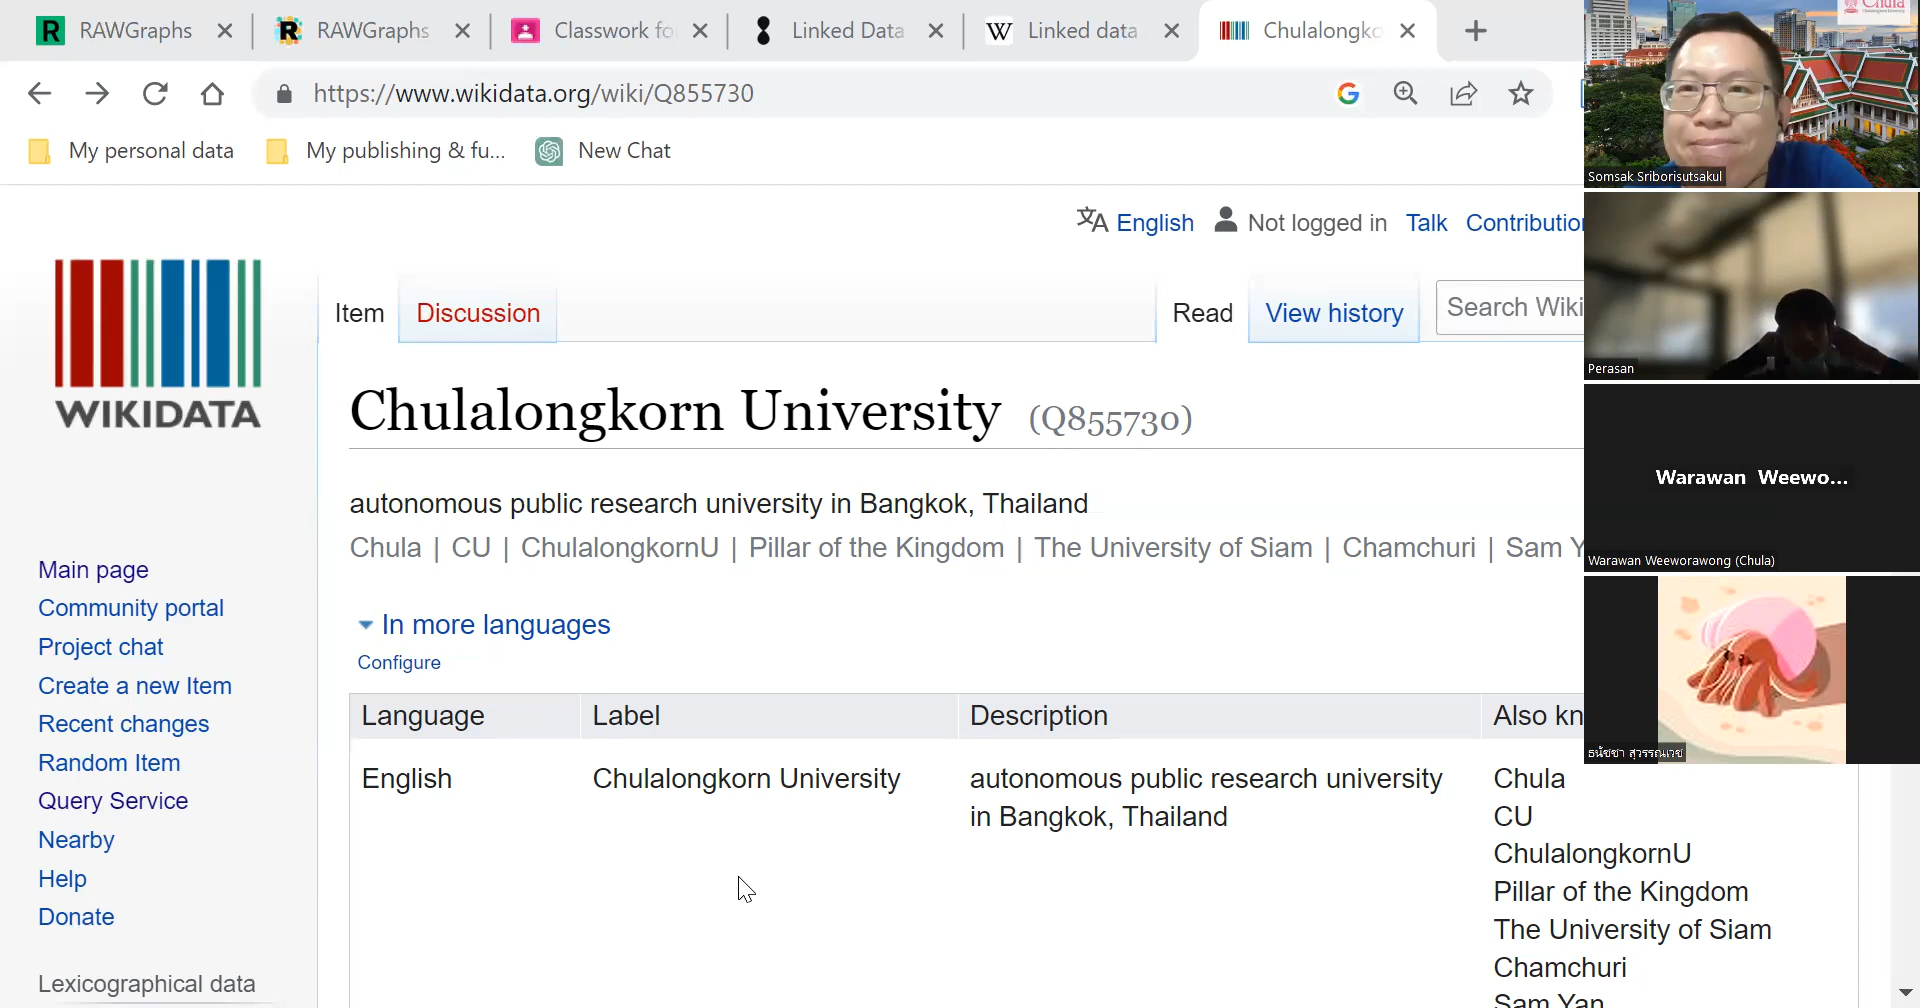 RAWGraphs
RAWGraphs
Classwork fo
Linked Data
Linked data
Chulalongko
https://www.wikidata.org/wiki/Q855730
My personal data
My publishing & fu...
New Chat
English
Not logged in
Talk
Contribution
WIKIDATA
Item
Discussion
Read
View history
Search Wiki
Chulalongkorn University (Q855730)
autonomous public research university in Bangkok, Thailand
Chula | CU | ChulalongkornU | Pillar of the Kingdom | The University of Siam | Chamchuri | Sam Y
In more languages
Configure
Language
Label
Description
Also kn
English
Chulalongkorn University
autonomous public research university
in Bangkok, Thailand
Chula
CU
ChulalongkornU
Pillar of the Kingdom
The University of Siam
Chamchuri
Sam Yan
Main page
Community portal
Project chat
Create a new Item
Recent changes
Random Item
Query Service
Nearby
Help
Donate
Lexicographical data
Chula
Somsak Sriborisutsakul
Perasan
Warawan Weewo...
Warawan Weeworawong (Chula)
ธนัชชา สุวรรณเวช